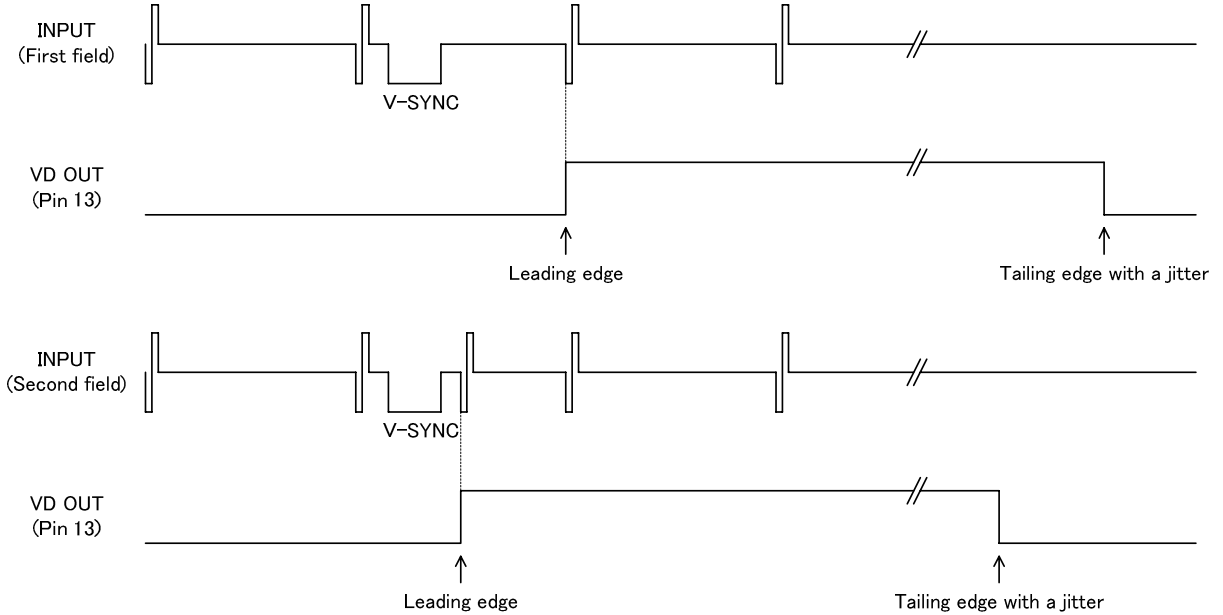 INPUT
(First field)
V-SYNC
VD OUT
(Pin 13)
Leading edge
Tailing edge with a jitter
INPUT
(Second field)
V-SYNC
VD OUT
(Pin 13)
Leading edge
Tailing edge with a jitter